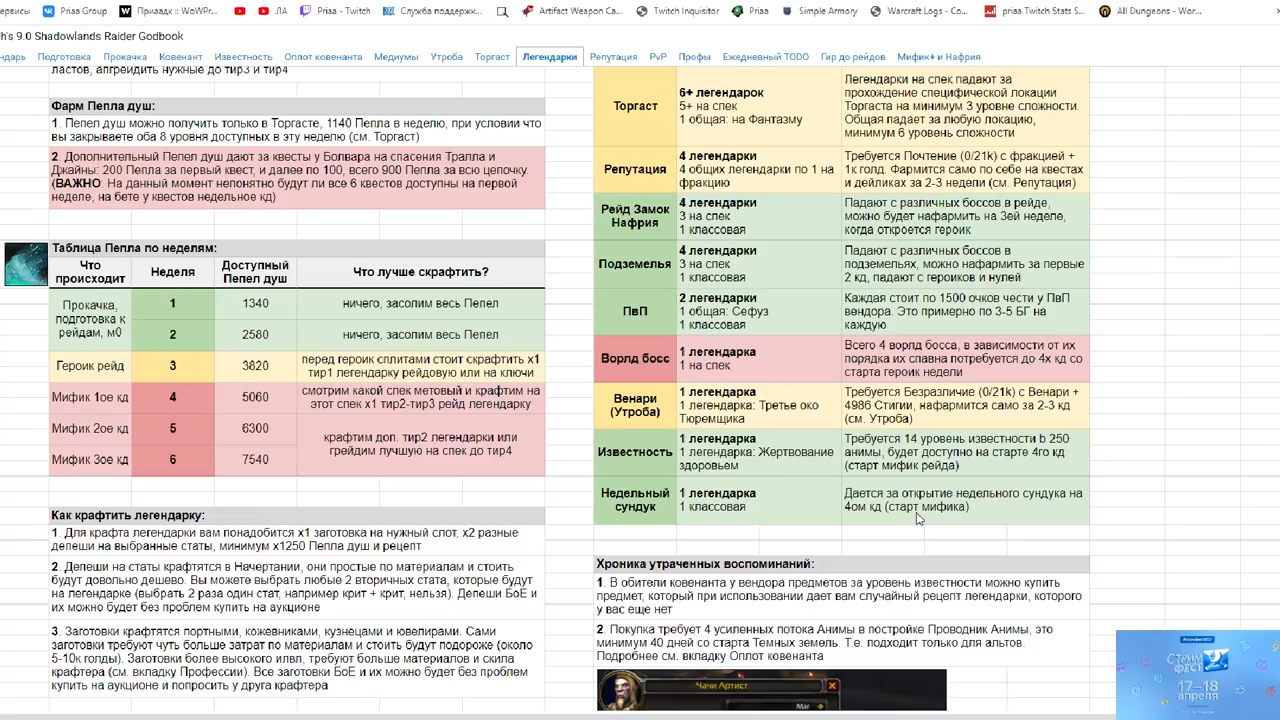 ервисы
Priaa Group
Приаадк :: WoWPr...
Priaa - Twitch
Служба поддержк...
Artifact Weapon Ca...
Twitch Inquisitor
Priaa
Simple Armory
Warcraft Logs - Co...
priaa Twitch Stats S...
All Dungeons - Wor...
h's 9.0 Shadowlands Raider Godbook
ндарь
Подготовка
Прокачка
Ковенант
Известность
Оплот ковенанта
Медиумы
Утроба
Торгаст
Легендарки
Репутация
PvP
Профы
Ежедневный TODO
Гир до рейдов
Мифик+ и Нафрия
ластов, апгрейдить нужные до тир3 и тир4
Фарм Пепла душ:
1. Пепел душ можно получить только в Торгасте, 1140 Пепла в неделю, при условии что
вы закрываете оба 8 уровня доступных в эту неделю (см. Торгаст)
2. Дополнительный Пепел душ дают за квесты у Болвара на спасения Тралла и
Джайны: 200 Пепла за первый квест, и далее по 100, всего 900 Пепла за всю цепочку.
(ВАЖНО: На данный момент непонятно будут ли все 6 квестов доступны на первой
неделе, на бете у квестов недельное кд)
Таблица Пепла по неделям:
Что
происходит
Неделя
Доступный
Пепел душ
Что лучше скрафтить?
Прокачка,
подготовка к
рейдам, м0
1
1340
ничего, засолим весь Пепел
2
2580
ничего, засолим весь Пепел
Героик рейд
3
3820
перед героик сплитами стоит скрафтить x1
тир1 легендарку рейдовую или на ключи
Мифик 1ое кд
4
5060
смотрим какой спек метовый и крафтим на
этот спек x1 тир2-тир3 рейд легендарку
Мифик 2ое кд
5
6300
крафтим доп. тир2 легендарки или
грейдим лучшую на спек до тир4
Мифик 3ое кд
6
7540
Как крафтить легендарку:
1. Для крафта легендарки вам понадобится x1 заготовка на нужный слот, x2 разные
депеши на выбранные статы, минимум x1250 Пепла душ и рецепт
2. Депеши на статы крафтятся в Начертании, они простые по материалам и стоить
будут довольно дешево. Вы можете выбрать любые 2 вторичных стата, которые будут
на легендарке (выбрать 2 раза один стат, например крит + крит, нельзя). Депеши БоЕ и
их можно будет без проблем купить на аукционе
3. Заготовки крафтятся портными, кожевниками, кузнецами и ювелирами. Сами
заготовки требуют чуть больше затрат по материалам и стоить будут подороже (около
5-10к голды). Заготовки более высокого илвл, требуют больше материалов и скила
крафта в том, вкладку Профессии. Все заготовки БоЕ и их можно будет без проблем
купить на аукционе и попросить у друга крафтера
Торгаст
6+ легендарок
5+ на спек
1 общая: на Фантазму
Легендарки на спек падают за
прохождение специфической локации
Торгаста на минимум 3 уровне сложности.
Общая падает за любую локацию,
минимум 6 уровень сложности
Репутация
4 легендарки
4 общих легендарки по 1 на
фракцию
Требуется Почтение (0/21k) с фракцией +
1к голд. Фармится само по себе на квестах
и дейликах за 2-3 недели (см. Репутация)
Рейд Замок
Нафрия
4 легендарки
3 на спек
1 классовая
Падают с различных боссов в рейде,
можно будет нафармить на 3ей неделе,
когда откроется героик
Подземелья
4 легендарки
3 на спек
1 классовая
Падают с различных боссов в
подземельях, можно нафармить за первые
2 кд, падают с героиков и нулей
ПвП
2 легендарки
1 общая: Сефуз
1 классовая
Каждая стоит по 1500 очков чести у ПвП
вендора. Это примерно по 3-5 БГ на
каждую
Ворлд босс
1 легендарка
1 на спек
Всего 4 ворлд босса, в зависимости от их
порядка их спавна потребуется до 4х кд со
старта героик недели
Венари
(Утроба)
1 легендарка
1 легендарка: Третье око
Тюремщика
Требуется Безразличие (0/21k) с Венари +
4986 Стигии, нафармится само за 2-3 кд
(см. Утроба)
Известность
1 легендарка
1 легендарка: Жертвование
здоровьем
Требуется 14 уровень известности b 250
анимы, будет доступно на старте 4го кд
(старт мифик рейда)
Недельный
сундук
1 легендарка
1 классовая
Дается за открытие недельного сундука на
4ом кд (старт мифика)
Хроника утраченных воспоминаний:
1. В обители ковенанта у вендора предметов за уровень известности можно купить
предмет, который при использовании дает вам случайный рецепт легендарки, которого
у вас еще нет
2. Покупка требует 4 усиленных потока Анимы в постройке Проводник Анимы, это
минимум 40 дней со старта Темных земель. Т.е. подходит только для альтов.
Подробнее см. вкладку Оплот ковенанта
Чачи Артист
Маг
СТРИМ
ФЕСТ
17–18
апреля